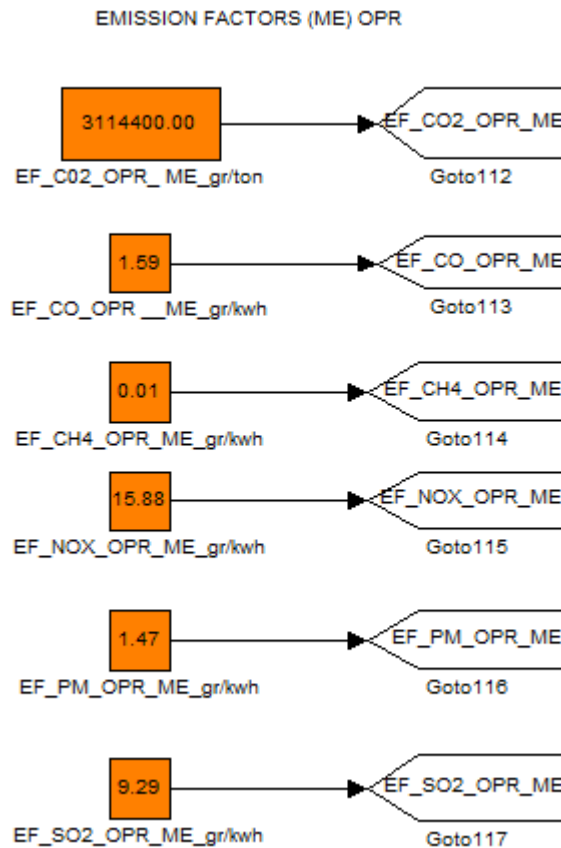 EMISSION FACTORS (ME) OPR
3114400.00
EF_CO2_OPR_ME
EF_C02_OPR_ ME_gr/ton
Goto112
1.59
EF_CO_OPR_ME
EF_CO_OPR __ME_gr/kwh
Goto113
0.01
EF_CH4_OPR_ME
EF_CH4_OPR_ME_gr/kwh
Goto114
15.88
EF_NOX_OPR_ME
EF_NOX_OPR_ME_gr/kwh
Goto115
1.47
EF_PM_OPR_ME
EF_PM_OPR_ME_gr/kwh
Goto116
9.29
EF_SO2_OPR_ME
EF_SO2_OPR_ME_gr/kwh
Goto117